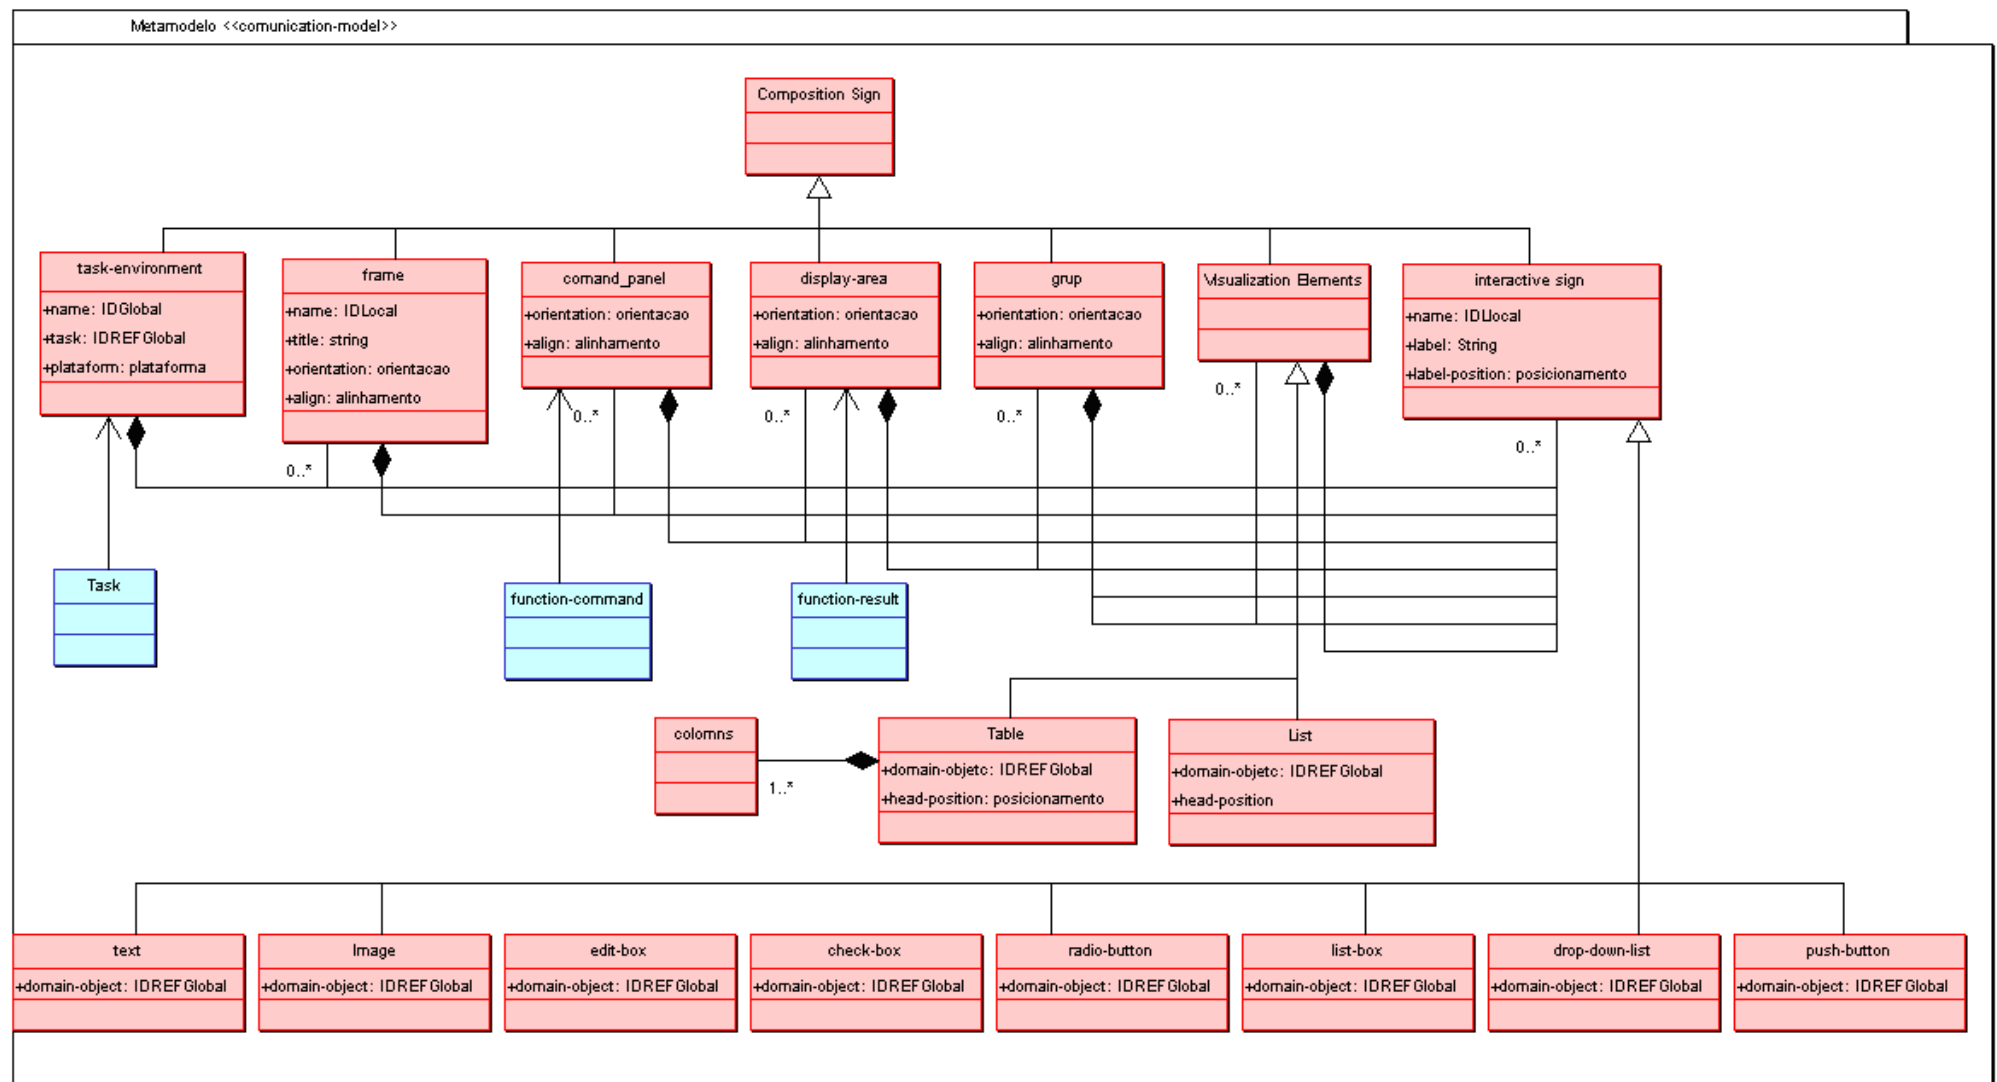 Metamodelo <<comunication-model>>
Composition Sign
task-environment
+name: IDGlobal
+task: IDREFGlobal
+plataform: plataforma
frame
+name: IDLocal
+title: string
+orientation: orientacao
+align: alinhamento
comand_panel
+orientation: orientacao
+align: alinhamento
display-area
+orientation: orientacao
+align: alinhamento
grup
+orientation: orientacao
+align: alinhamento
Visualization Elements
interactive sign
+name: IDLlocal
+label: String
+label-position: posicionamento
0..*
0..*
0..*
0..*
0..*
0..*
Task
function-command
function-result
colomns
1..*
Table
+domain-objetc: IDREFGlobal
+head-position: posicionamento
List
+domain-objetc: IDREFGlobal
+head-position
text
+domain-object: IDREFGlobal
Image
+domain-object: IDREFGlobal
edit-box
+domain-object: IDREFGlobal
check-box
+domain-object: IDREFGlobal
radio-button
+domain-object: IDREFGlobal
list-box
+domain-object: IDREFGlobal
drop-down-list
+domain-object: IDREFGlobal
push-button
+domain-object: IDREFGlobal